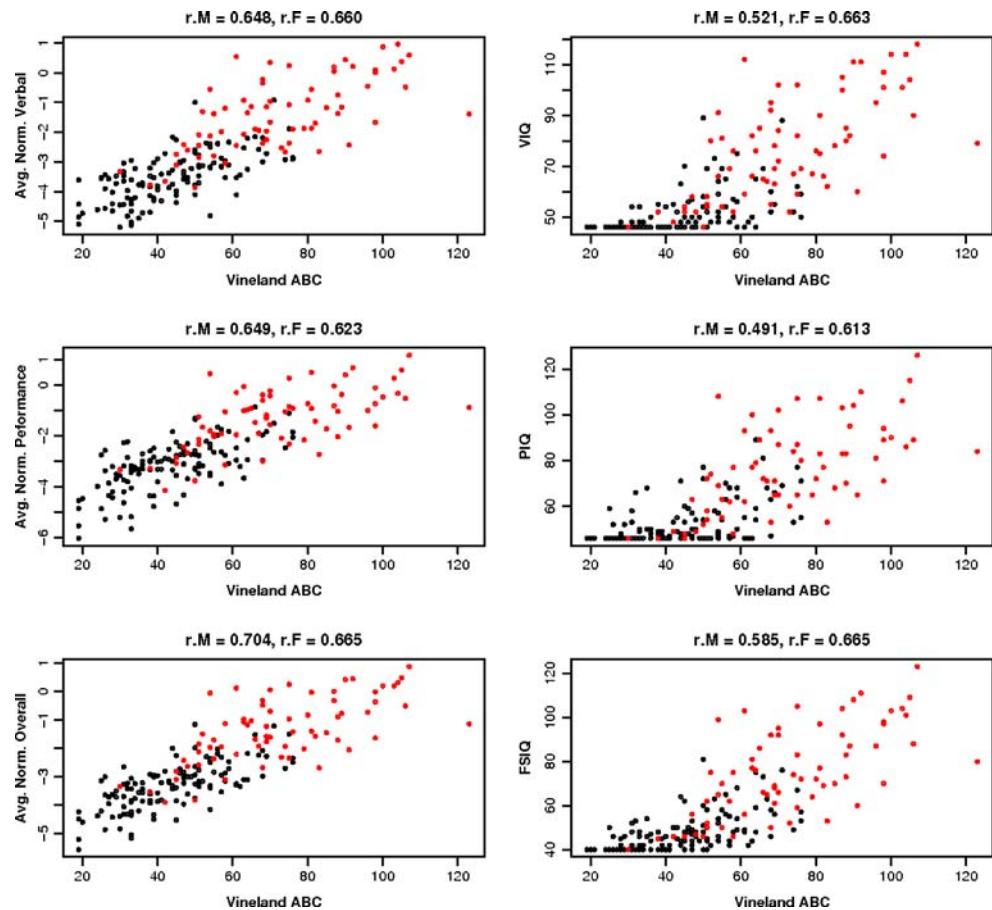 r.M = 0.648, r.F = 0.660
Avg. Norm. Verbal
1
0
−1
−2
−3
−4
−5
20 40 60 80 100 120
Vineland ABC
r.M = 0.521, r.F = 0.663
VIQ
110
90
70
50
20 40 60 80 100 120
Vineland ABC
r.M = 0.649, r.F = 0.623
Avg. Norm. Peformance
1
0
−2
−4
−6
20 40 60 80 100 120
Vineland ABC
r.M = 0.491, r.F = 0.613
PIQ
120
100
80
60
20 40 60 80 100 120
Vineland ABC
r.M = 0.704, r.F = 0.665
Avg. Norm. Overall
1
0
−1
−3
−5
20 40 60 80 100 120
Vineland ABC
r.M = 0.585, r.F = 0.665
FSIQ
120
100
80
60
40
20 40 60 80 100 120
Vineland ABC